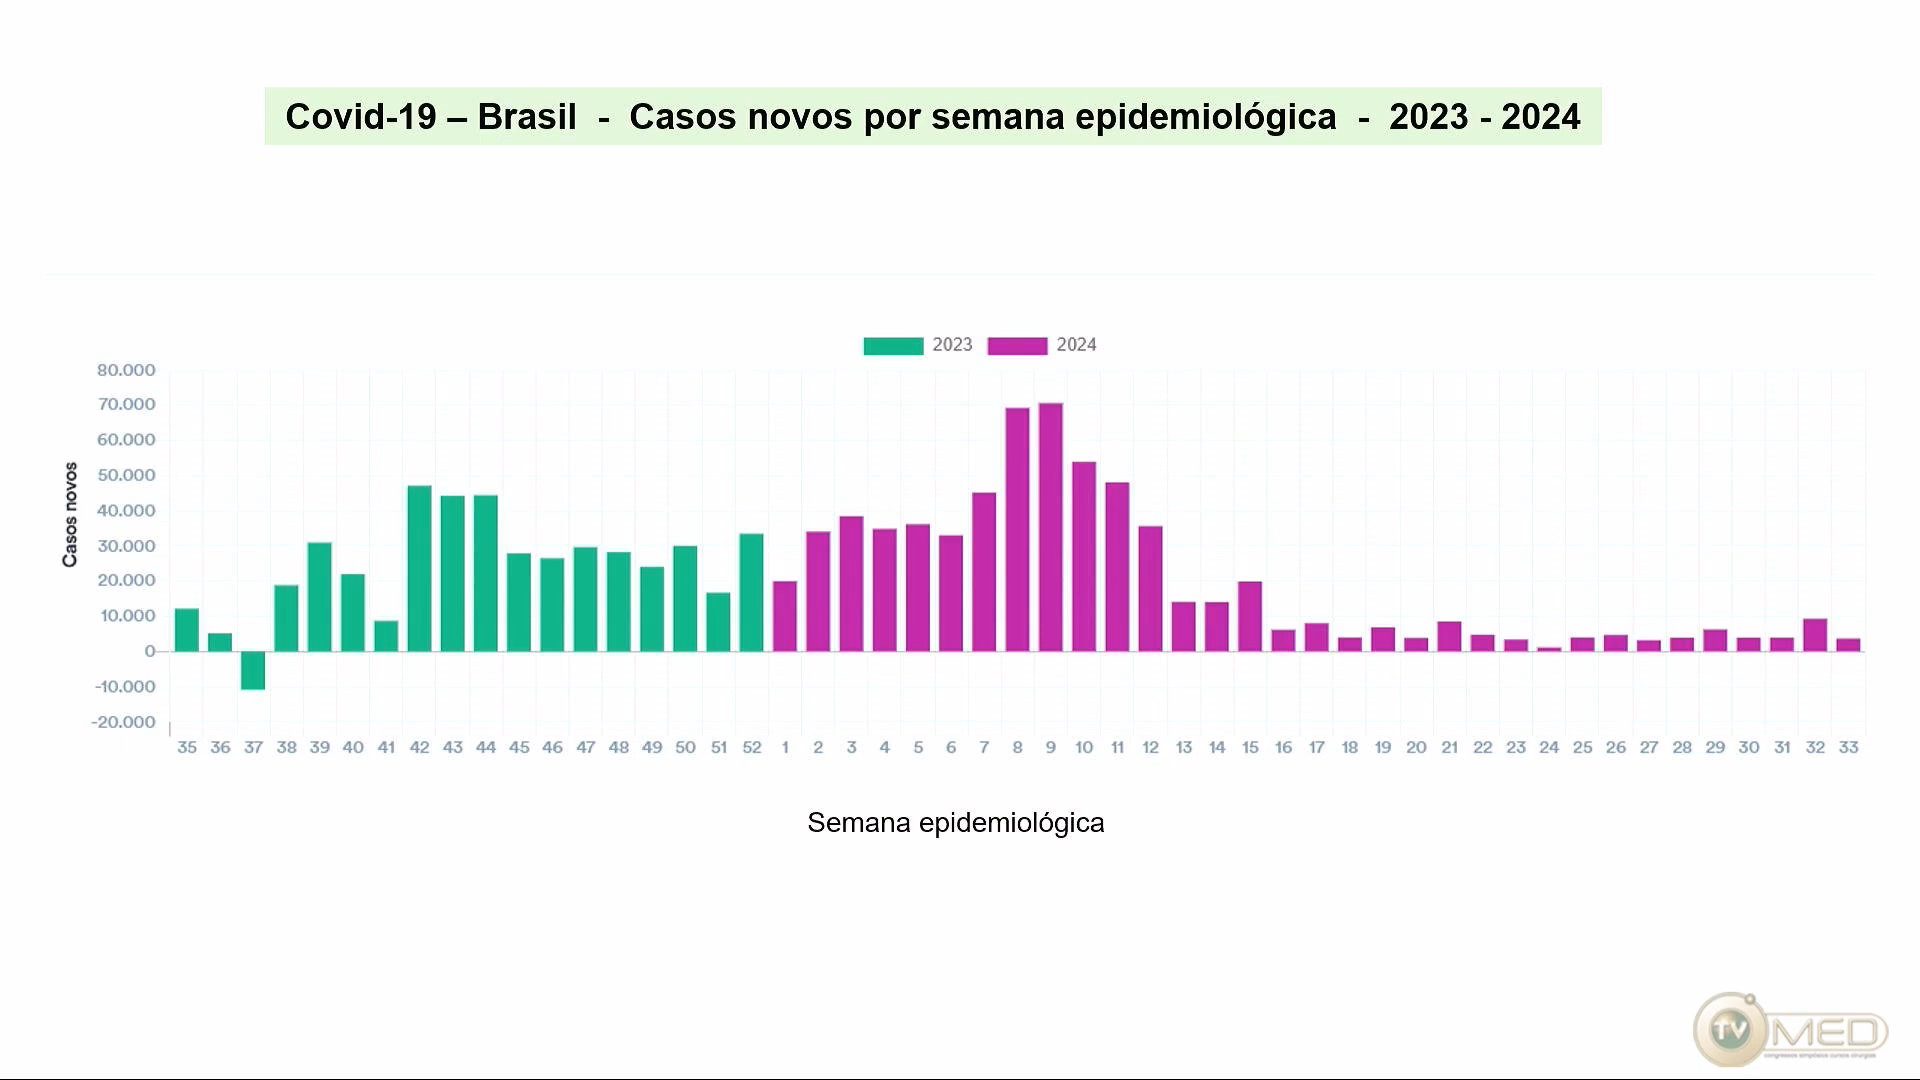 Covid-19 – Brasil - Casos novos por semana epidemiológica - 2023 - 2024
2023 2024
80.000
70.000
60.000
50.000
40.000
30.000
20.000
10.000
0
-10.000
-20.000
Casos novos
35 36 37 38 39 40 41 42 43 44 45 46 47 48 49 50 51 52 1 2 3 4 5 6 7 8 9 10 11 12 13 14 15 16 17 18 19 20 21 22 23 24 25 26 27 28 29 30 31 32 33
Semana epidemiológica
TV MED
congressos simpósios cursos cirurgias